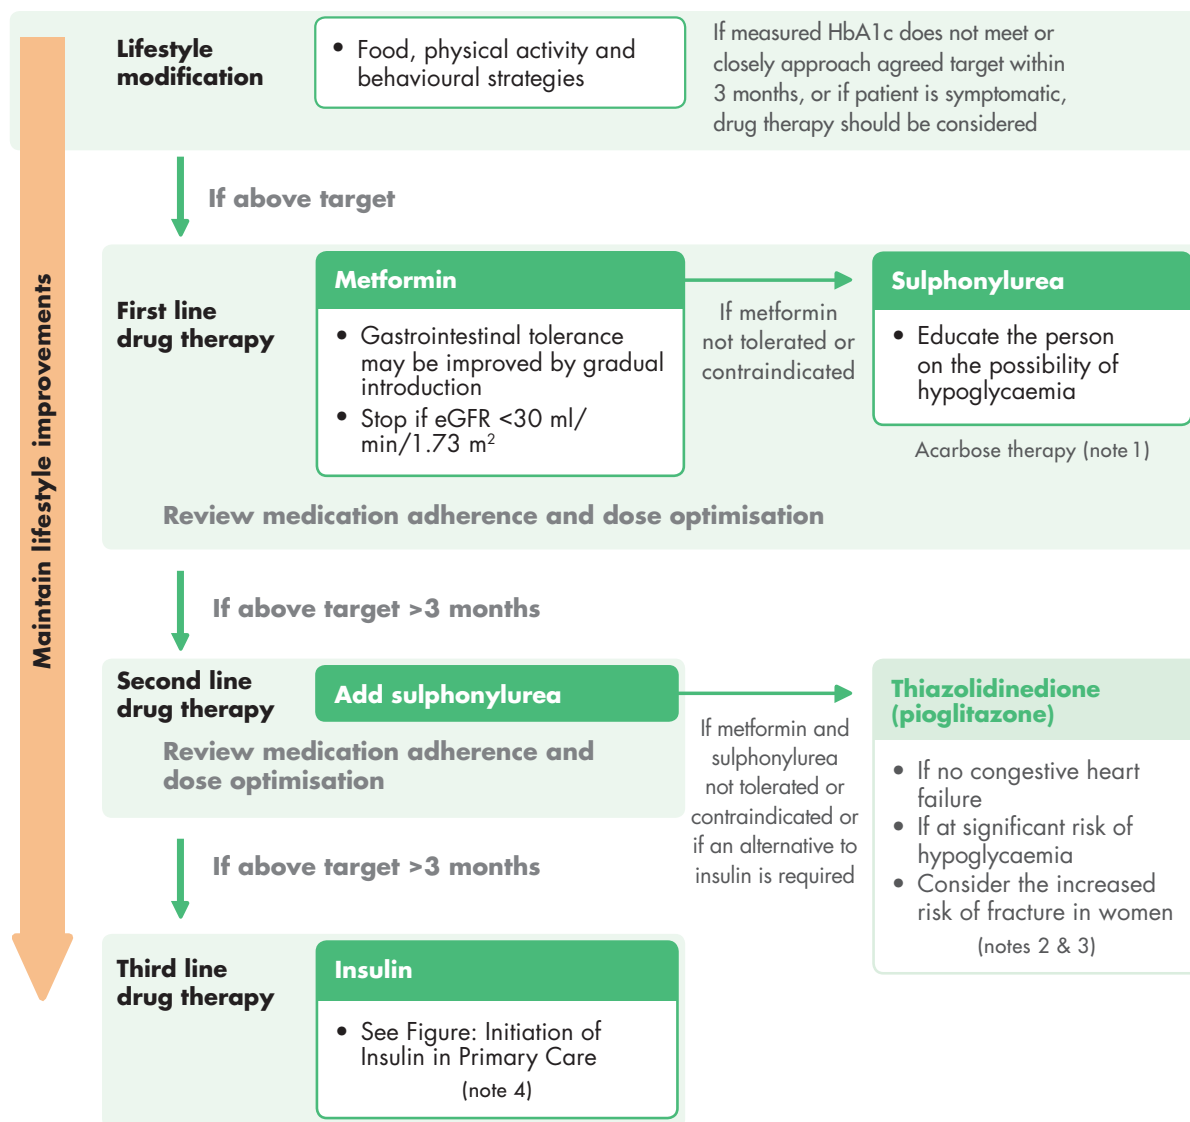 Lifestyle
modification
• Food, physical activity and
behavioural strategies
If measured HbA1c does not meet or
closely approach agreed target within
3 months, or if patient is symptomatic,
drug therapy should be considered
If above target
Maintain lifestyle improvements
First line
drug therapy
Metformin
• Gastrointestinal tolerance
may be improved by gradual
introduction
• Stop if eGFR <30 ml/
min/1.73 m²
If metformin
not tolerated or
contraindicated
Sulphonylurea
• Educate the person
on the possibility of
hypoglycaemia
Acarbose therapy (note 1)
Review medication adherence and dose optimisation
If above target >3 months
Second line
drug therapy
Add sulphonylurea
Review medication adherence and
dose optimisation
If metformin and
sulphonylurea
not tolerated or
contraindicated or
if an alternative to
insulin is required
Thiazolidinedione
(pioglitazone)
• If no congestive heart
failure
• If at significant risk of
hypoglycaemia
• Consider the increased
risk of fracture in women
(notes 2 & 3)
If above target >3 months
Third line
drug therapy
Insulin
• See Figure: Initiation of
Insulin in Primary Care
(note 4)